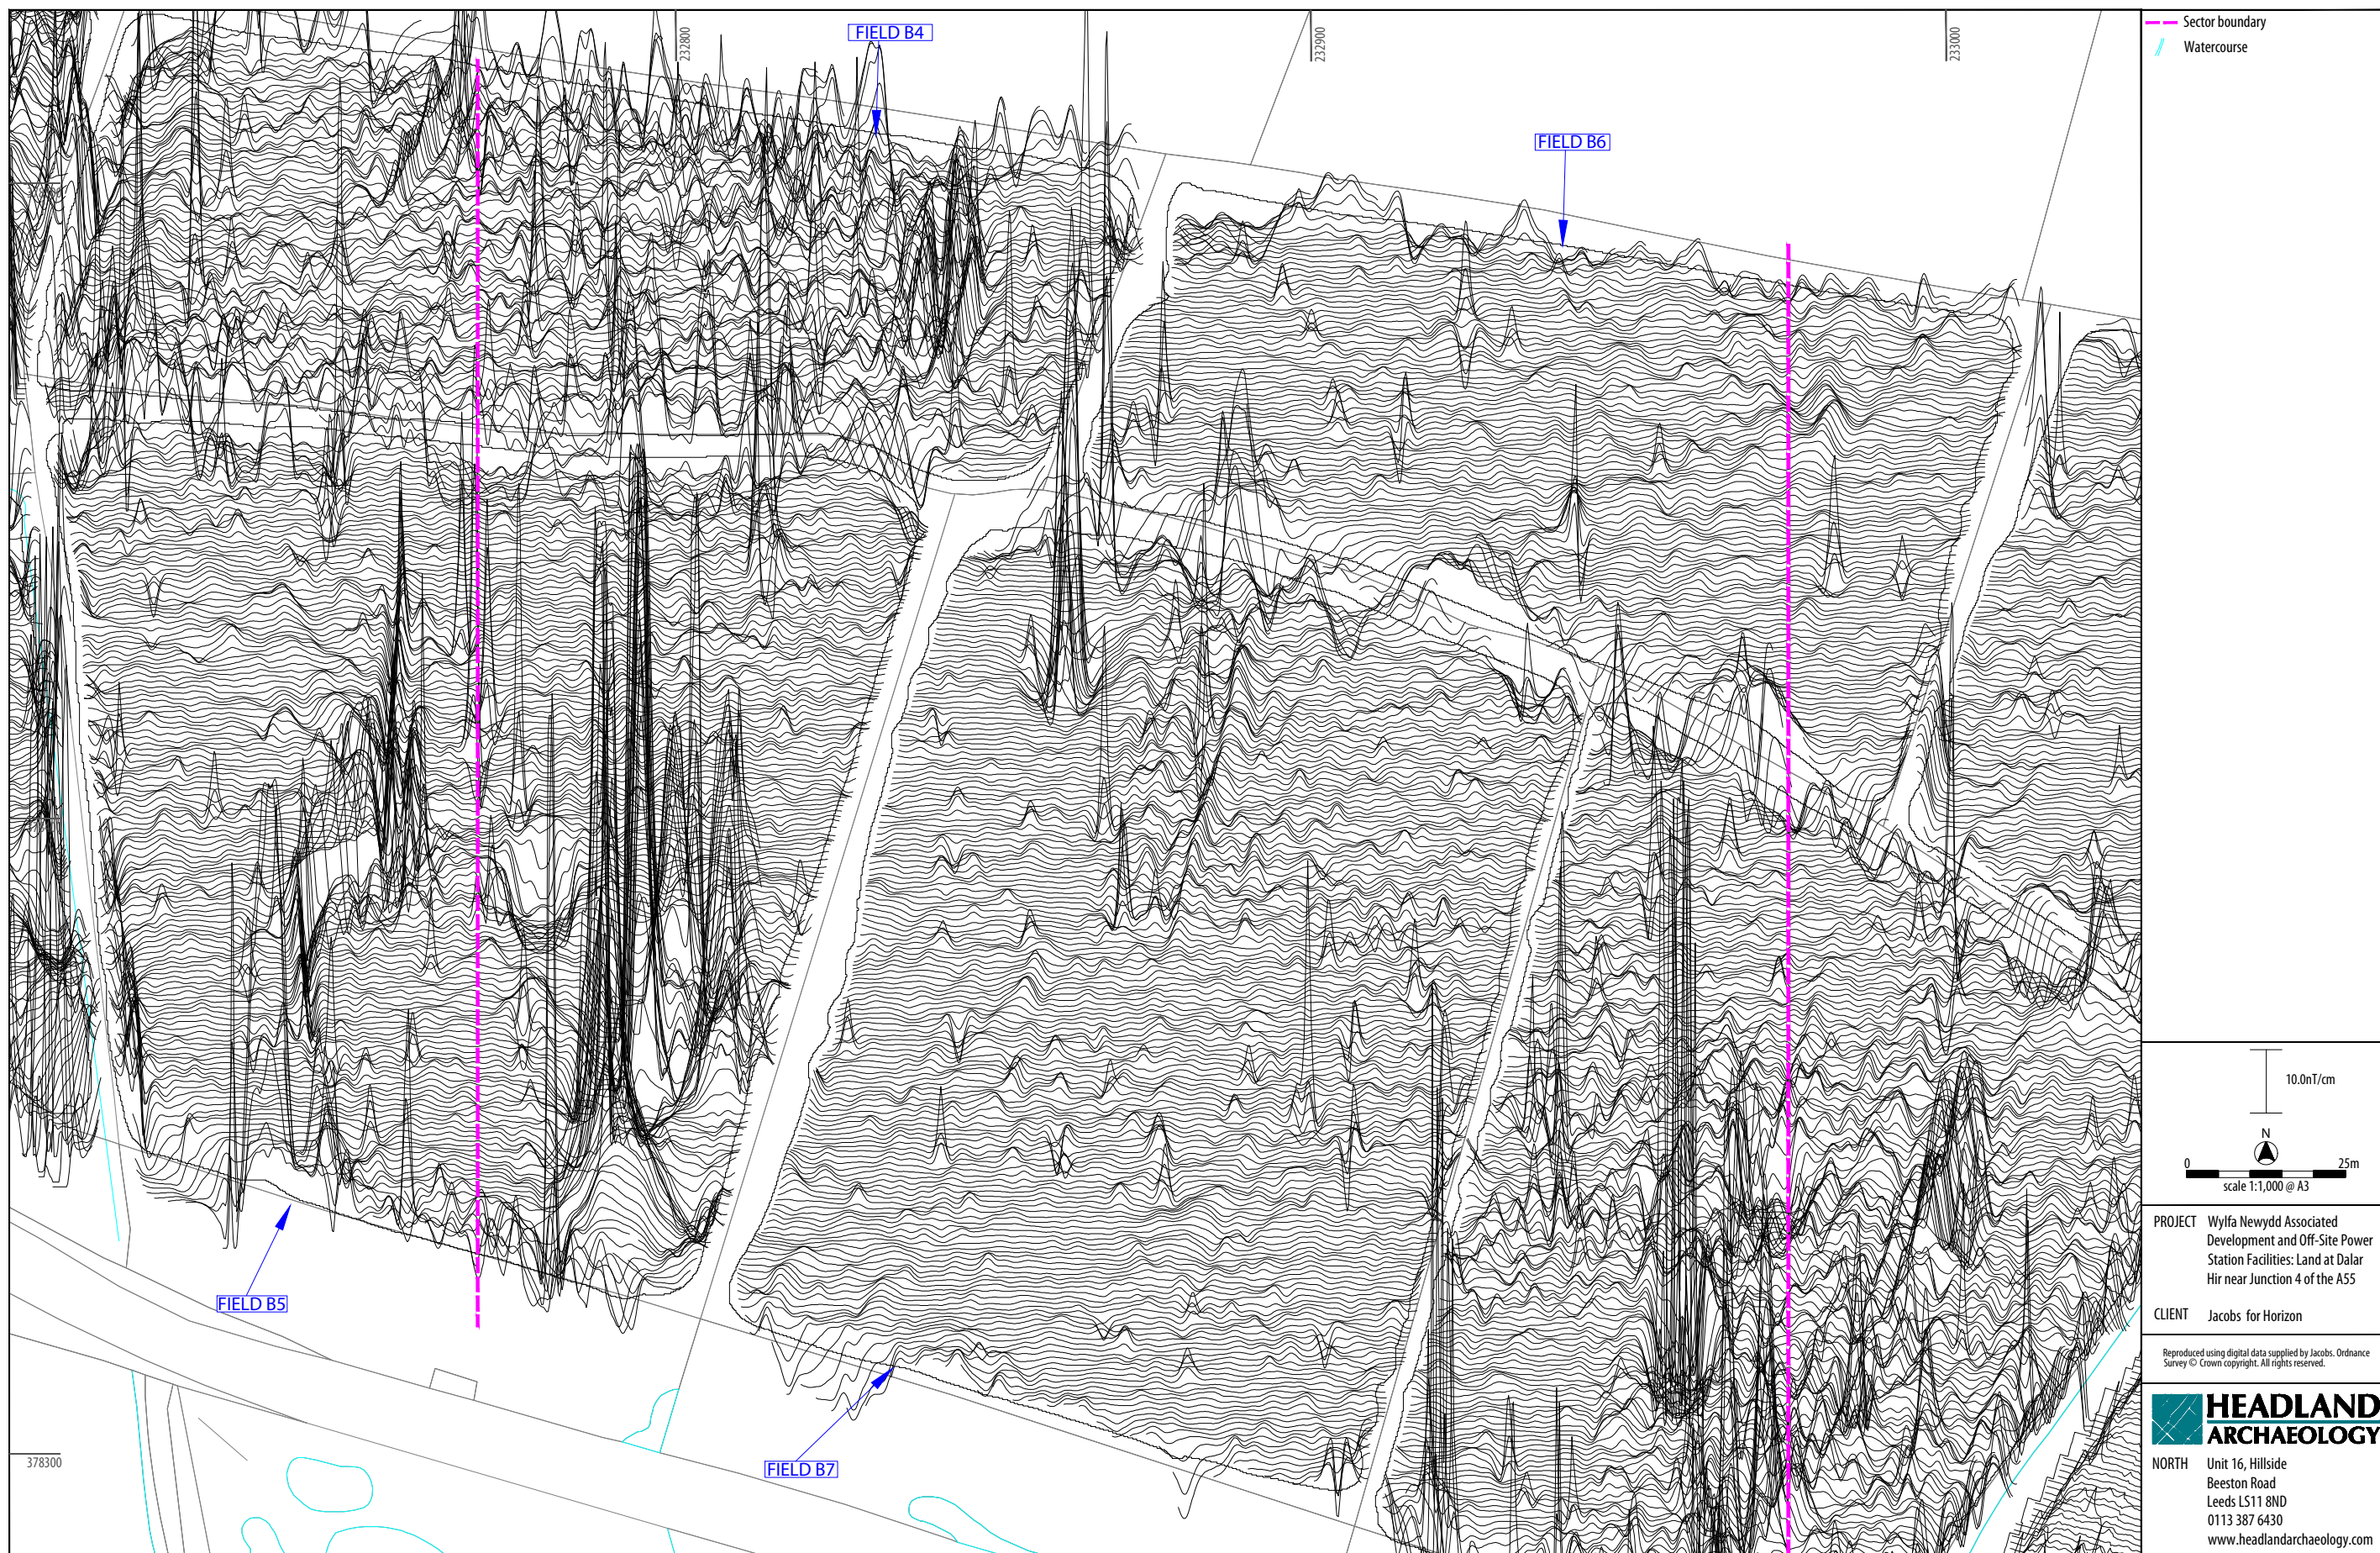 FIELD B4
232800
232900
233000
FIELD B6
FIELD B5
FIELD B7
378300
Sector boundary
Watercourse
10.0nT/cm
N
0 25m
scale 1:1,000 @ A3
PROJECT Wylfa Newydd Associated
Development and Off-Site Power
Station Facilities: Land at Dalar
Hir near Junction 4 of the A55
CLIENT Jacobs for Horizon
Reproduced using digital data supplied by Jacobs. Ordnance
Survey © Crown copyright. All rights reserved.
HEADLAND
ARCHAEOLOGY
NORTH Unit 16, Hillside
Beeston Road
Leeds LS11 8ND
0113 387 6430
www.headlandarchaeology.com